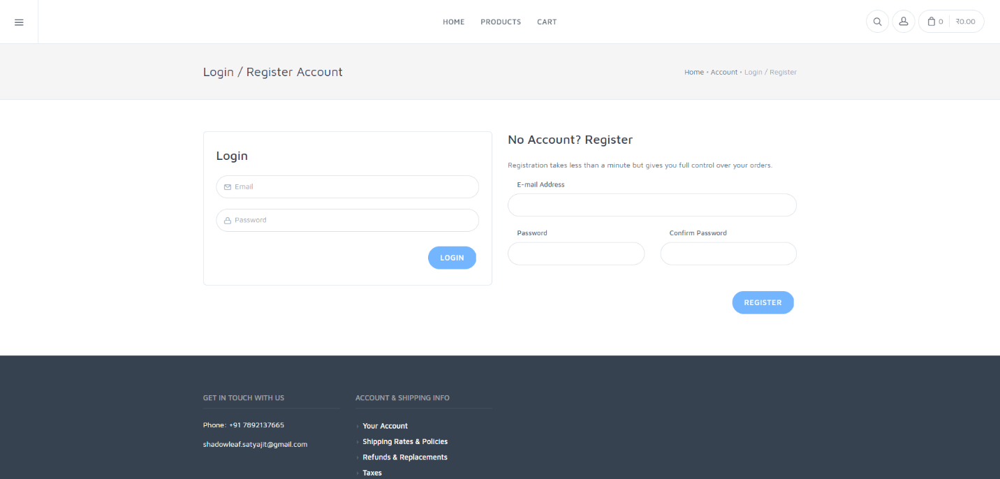 HOME PRODUCTS CART
0 ₹0.00
Login / Register Account
Home • Account • Login / Register
Login
Email
Password
LOGIN
No Account? Register
Registration takes less than a minute but gives you full control over your orders.
E-mail Address
Password Confirm Password
REGISTER
GET IN TOUCH WITH US
Phone: +91 7892137665
shadowleaf.satyajit@gmail.com
ACCOUNT & SHIPPING INFO
Your Account
Shipping Rates & Policies
Refunds & Replacements
Taxes